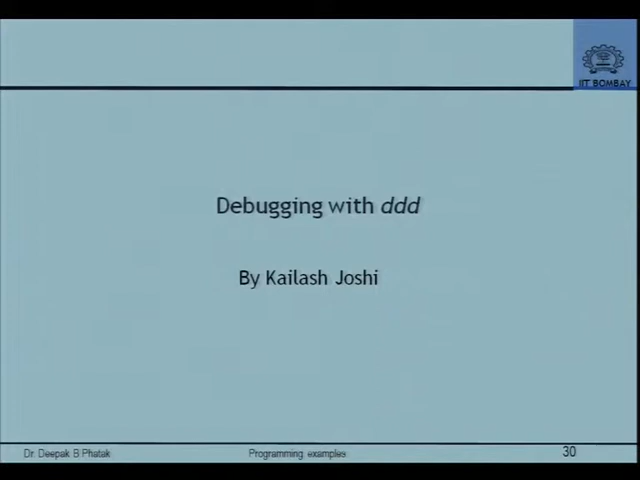 IIT BOMBAY
Debugging with ddd
By Kailash Joshi
Dr. Deepak B Phatak
Programming examples
30